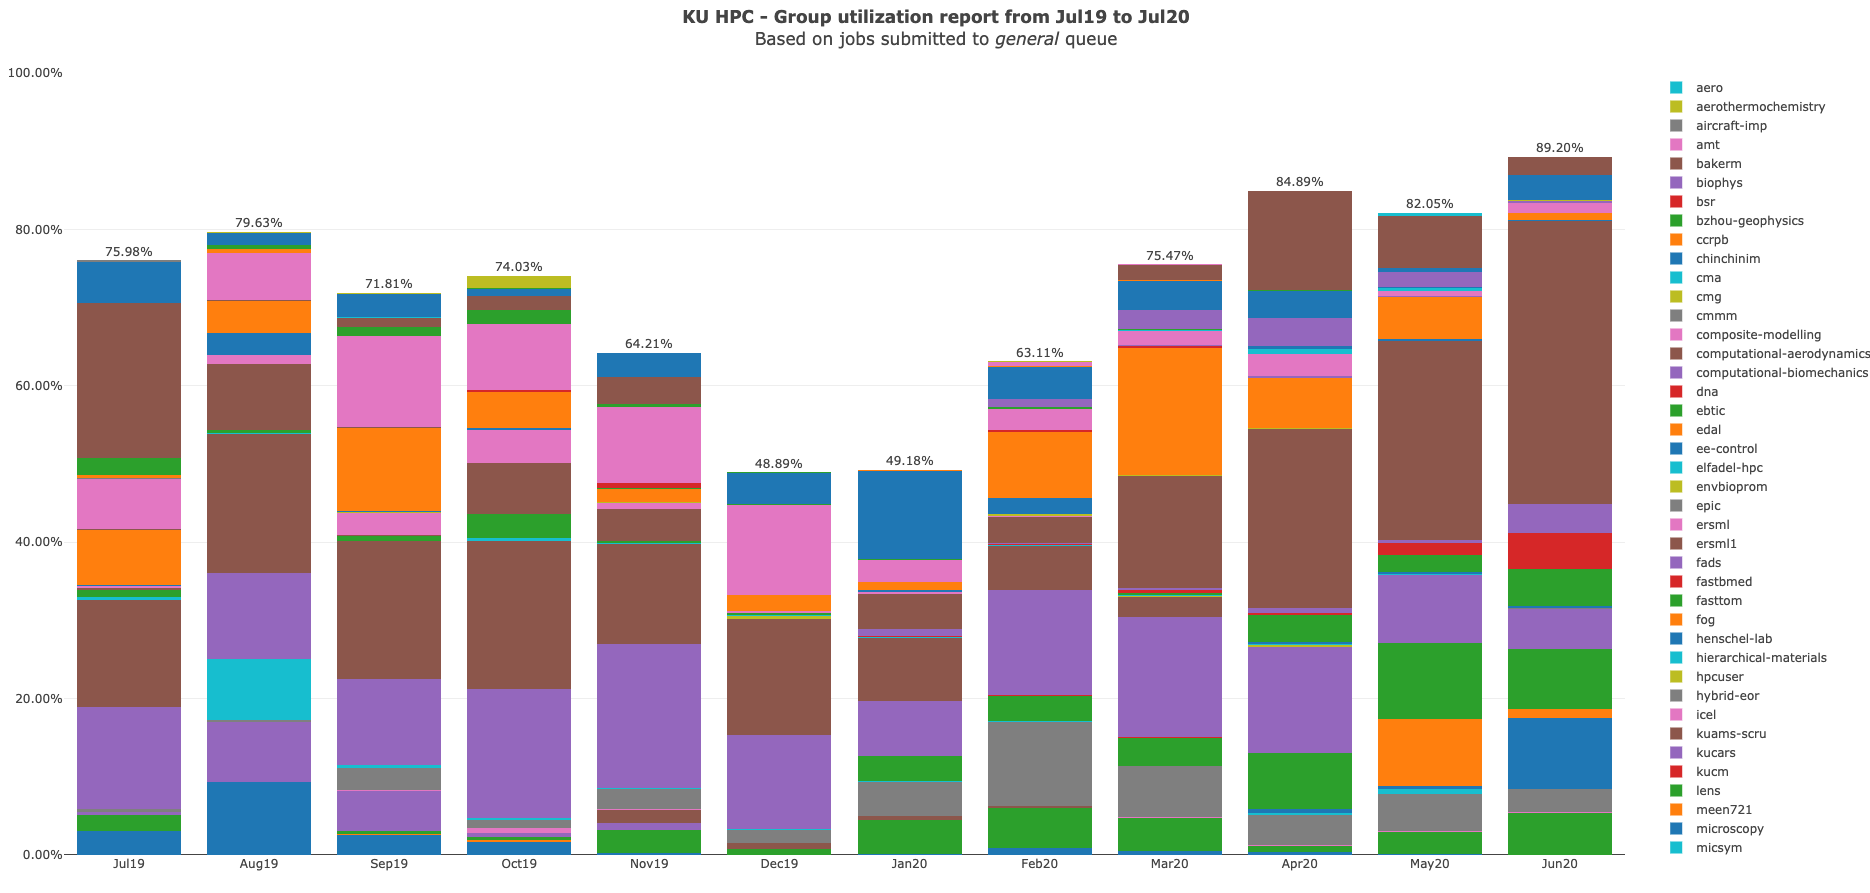 KU HPC - Group utilization report from Jul19 to Jul20
Based on jobs submitted to general queue
100.00%
80.00%
60.00%
40.00%
20.00%
0.00%
75.98%
79.63%
71.81%
74.03%
64.21%
48.89%
49.18%
63.11%
75.47%
84.89%
82.05%
89.20%
Jul19
Aug19
Sep19
Oct19
Nov19
Dec19
Jan20
Feb20
Mar20
Apr20
May20
Jun20
aero
aerothermochemistry
aircraft-imp
amt
bakerm
biophys
bsr
bzhou-geophysics
ccrpb
chinchinim
cma
cmg
cmmm
composite-modelling
computational-aerodynamics
computational-biomechanics
dna
ebtic
edal
ee-control
elfadel-hpc
envbioprom
epic
ersml
ersml1
fads
fastbmed
fasttom
fog
henschel-lab
hierarchical-materials
hpcuser
hybrid-eor
icel
kuams-scru
kucars
kucm
lens
meen721
microscopy
micsym